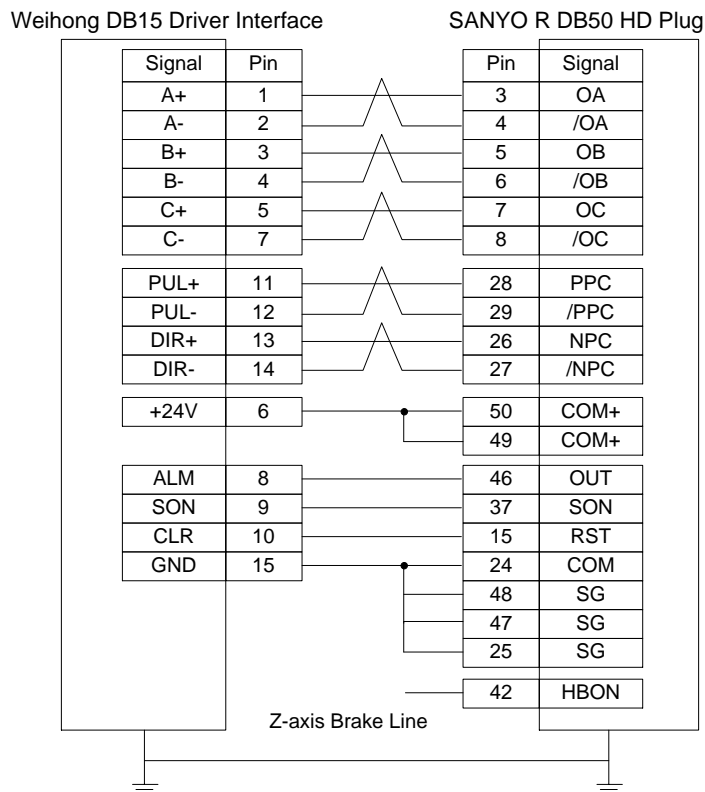 Weihong DB15 Driver Interface SANYO R DB50 HD Plug
Signal Pin Pin Signal
A+ 1 3 OA
A- 2 4 /OA
B+ 3 5 OB
B- 4 6 /OB
C+ 5 7 OC
C- 7 8 /OC
PUL+ 11 28 PPC
PUL- 12 29 /PPC
DIR+ 13 26 NPC
DIR- 14 27 /NPC
+24V 6 50 COM+
49 COM+
ALM 8 46 OUT
SON 9 37 SON
CLR 10 15 RST
GND 15 24 COM
48 SG
47 SG
25 SG
42 HBON
Z-axis Brake Line